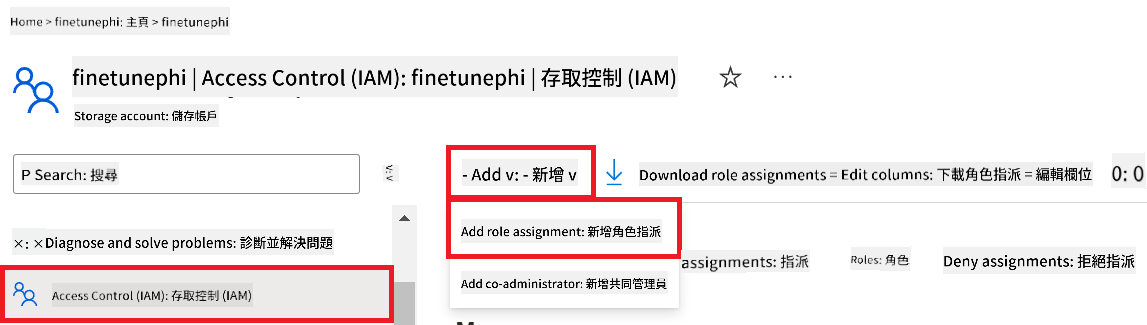 Home > finetunephi: 主頁 > finetunephi
finetunephi | Access Control (IAM): finetunephi | 存取控制 (IAM)
Storage account: 儲存帳戶
P Search: 搜尋
- Add v: - 新增 v
Download role assignments = Edit columns: 下載角色指派 = 編輯欄位
0: 0
Add role assignment: 新增角色指派
×: ×Diagnose and solve problems: 診斷並解決問題
assignments: 指派
Roles: 角色
Deny assignments: 拒絕指派
Add co-administrator: 新增共同管理員
Access Control (IAM): 存取控制 (IAM)